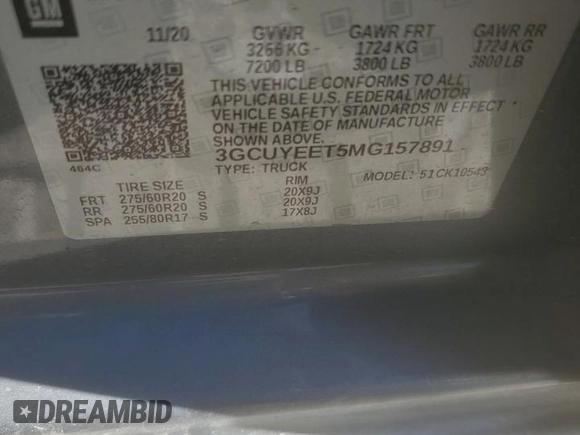 GM
11/20 GVWR GAWR FRT GAWR RR
3266 KG 1724 KG 1724 KG
7200 LB 3800 LB 3800 LB
THIS VEHICLE CONFORMS TO ALL
APPLICABLE U.S. FEDERAL MOTOR
VEHICLE SAFETY STANDARDS IN EFFECT
ON THE DATE OF MANUFACTURE
SHOWN ABOVE.
3GCUYEET5MG157891
TYPE: TRUCK MODEL: 51CK10543
464C
TIRE SIZE RIM
FRT 275/60R20 S 20X9J
RR 275/60R20 S 20X9J
SPA 255/80R17 S 17X8J
DREAMBID